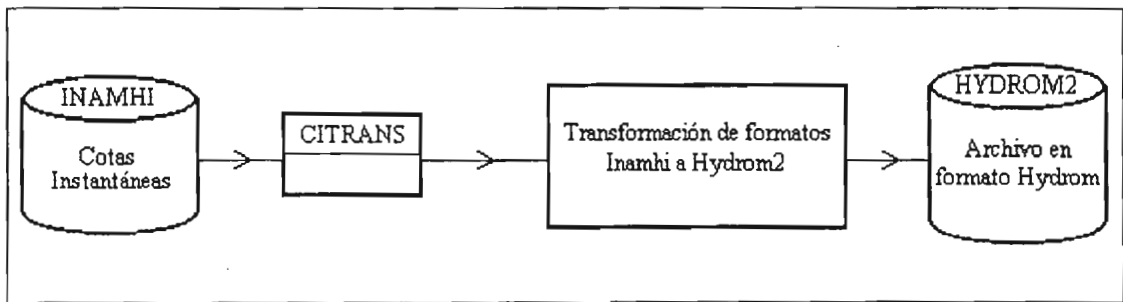 INAMHI
Cotas
Instantáneas
CITRANS
Transformación de formatos
Inamhi a Hydrom2
HYDROM2
Archivo en
formato Hydrom